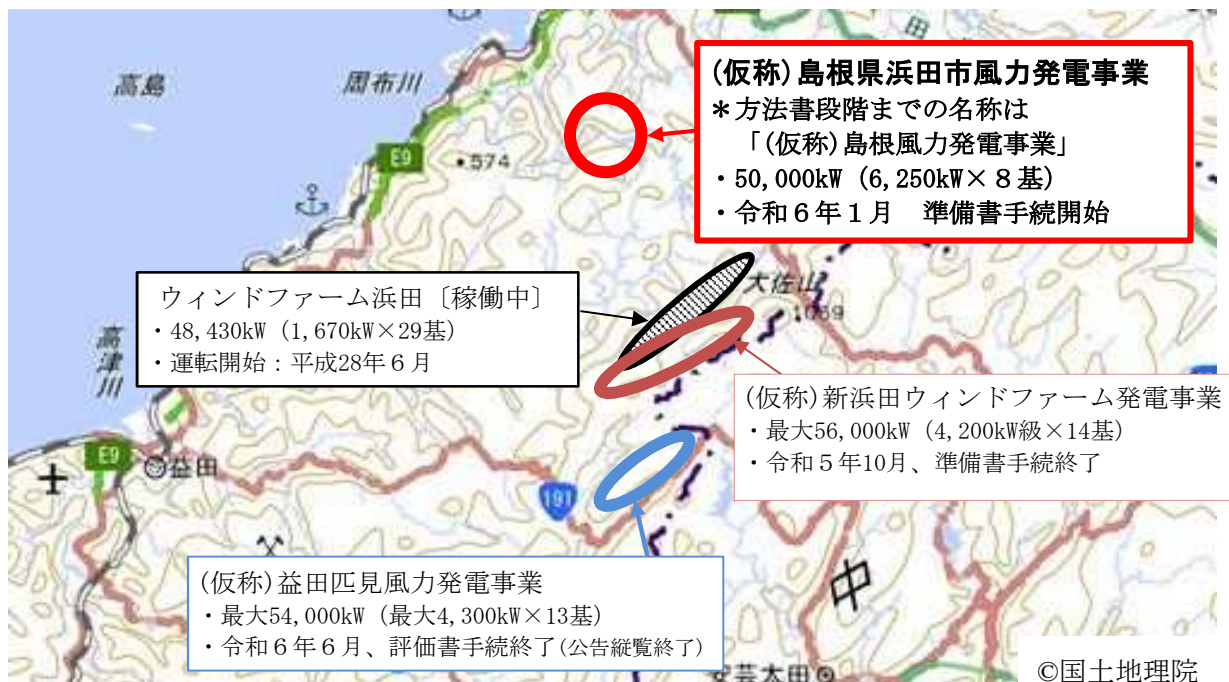 高島
周布川
田
E9
・574
(仮称)島根県浜田市風力発電事業
＊方法書段階までの名称は
「(仮称)島根風力発電事業」
・50,000kW（6,250kW×８基）
・令和６年１月　準備書手続開始
ウィンドファーム浜田〔稼働中〕
・48,430kW（1,670kW×29基）
・運転開始：平成28年６月
大佐山
1069
高津川
(仮称)新浜田ウィンドファーム発電事業
・最大56,000kW（4,200kW級×14基）
・令和５年10月、準備書手続終了
E9
益田
191
中
(仮称)益田匹見風力発電事業
・最大54,000kW（最大4,300kW×13基）
・令和６年６月、評価書手続終了(公告縦覧終了)
安芸太田
©国土地理院